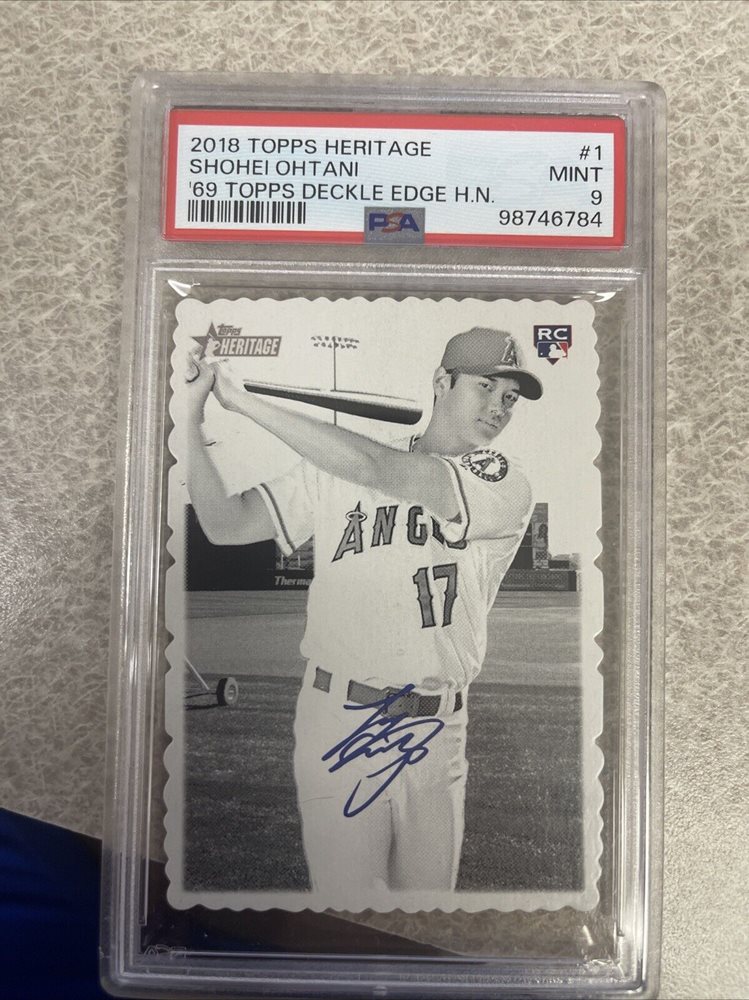 2018 TOPPS HERITAGE #1
SHOHEI OHTANI MINT
'69 TOPPS DECKLE EDGE H.N. 9
PSA 98746784
Topps
HERITAGE
RC
A
ANGELS
17
Therma